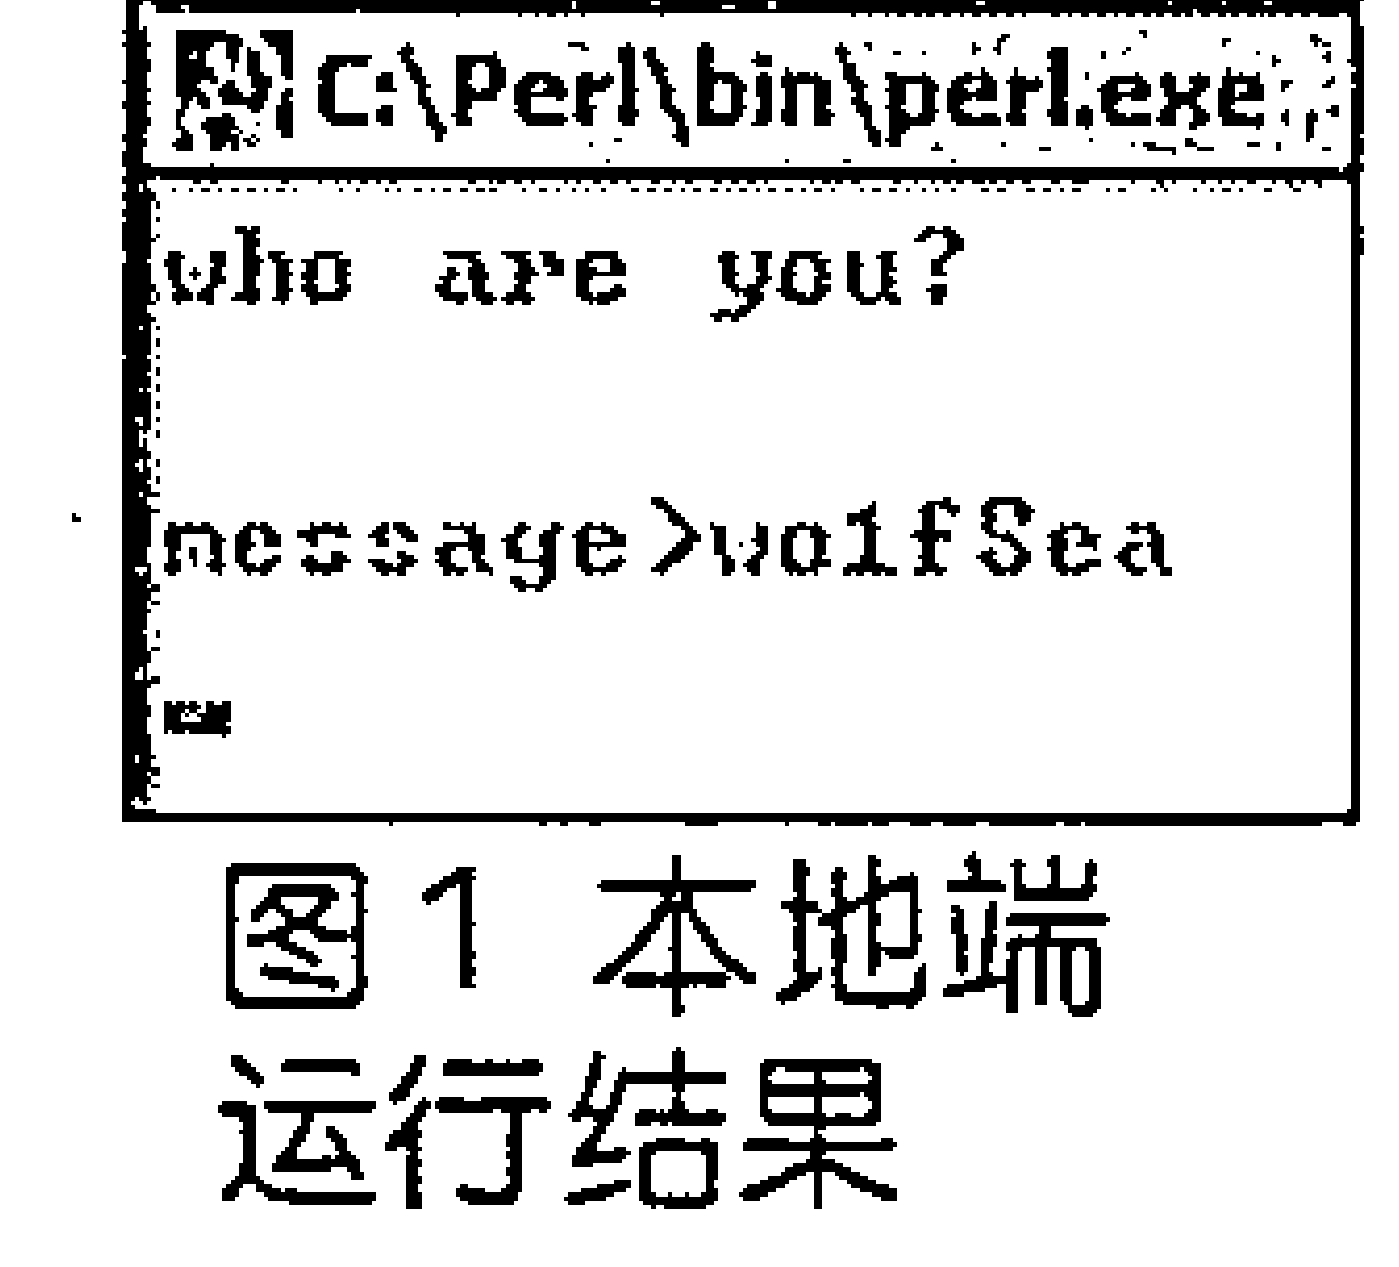 C:\Perl\bin\perl.exe
who are you?
message>wolfSea
图1 本地端
运行结果